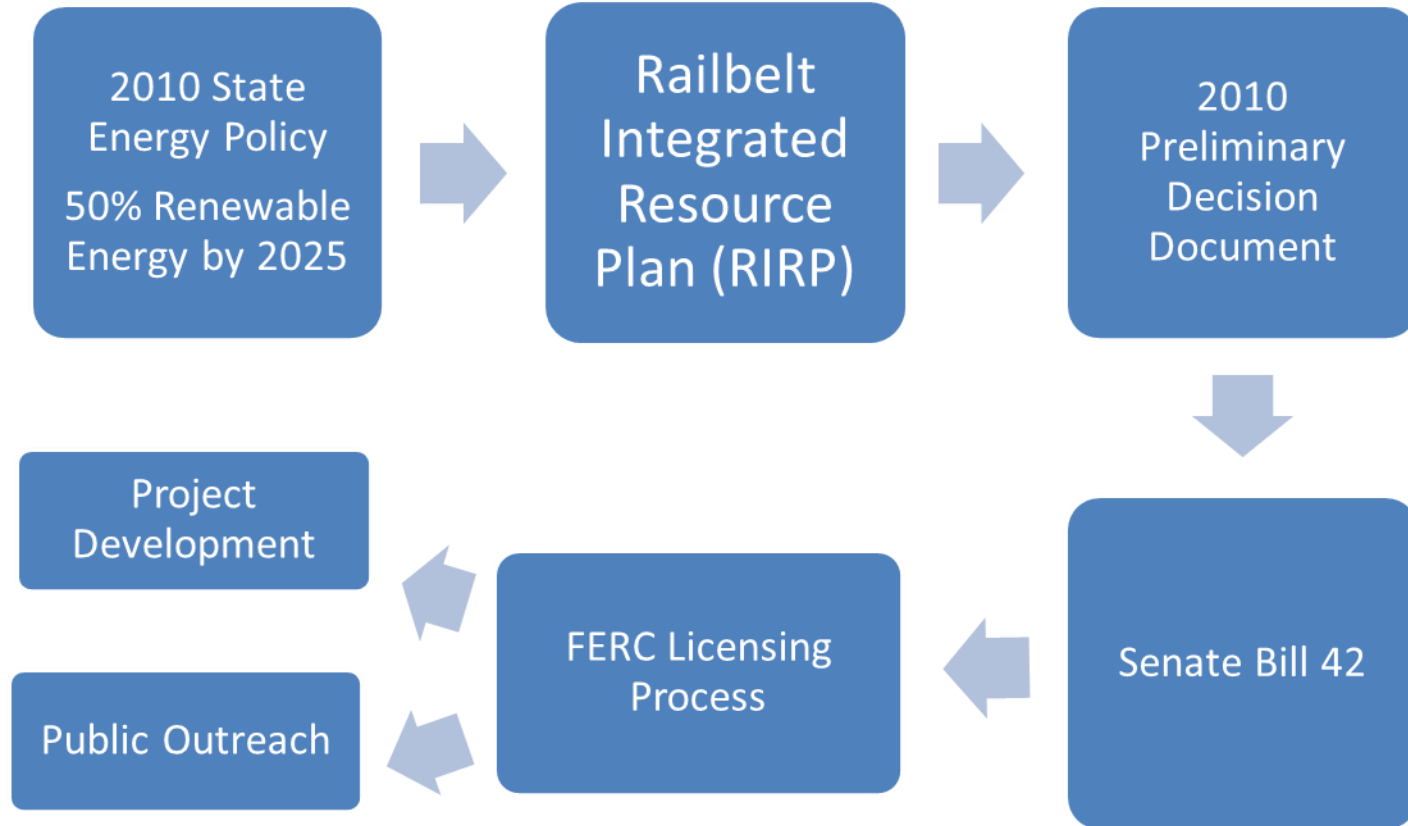 2010 State
Energy Policy
50% Renewable
Energy by 2025
Railbelt
Integrated
Resource
Plan (RIRP)
2010
Preliminary
Decision
Document
Senate Bill 42
FERC Licensing
Process
Project
Development
Public Outreach